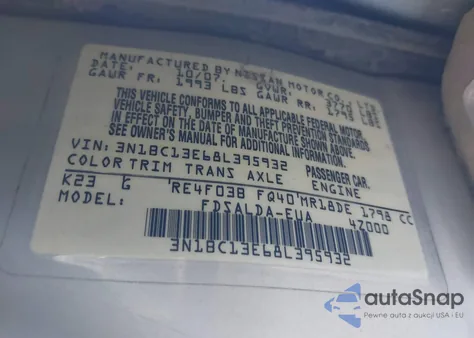 MANUFACTURED BY NISSAN MOTOR CO., LTD.
DATE: 10/07 GVWR:
GAWR FR: 1993 LBS GAWR RR: 1793 LBS
THIS VEHICLE CONFORMS TO ALL APPLICABLE FEDERAL MOTOR
VEHICLE SAFETY, BUMPER AND THEFT PREVENTION STANDARDS
IN EFFECT ON THE DATE OF MANUFACTURE SHOWN ABOVE.
SEE OWNER'S MANUAL FOR ADDITIONAL INFORMATION
VIN: 3N1BC13E68L395932 PASSENGER CAR.
COLOR TRIM TRANS AXLE ENGINE
K23 G RE4F03B FQ40 MR18DE 1798 CC
MODEL: FDSALDA-EUA 4Z000
3N1BC13E68L395932
autoSnap
Pewne auta z aukcji USA i EU